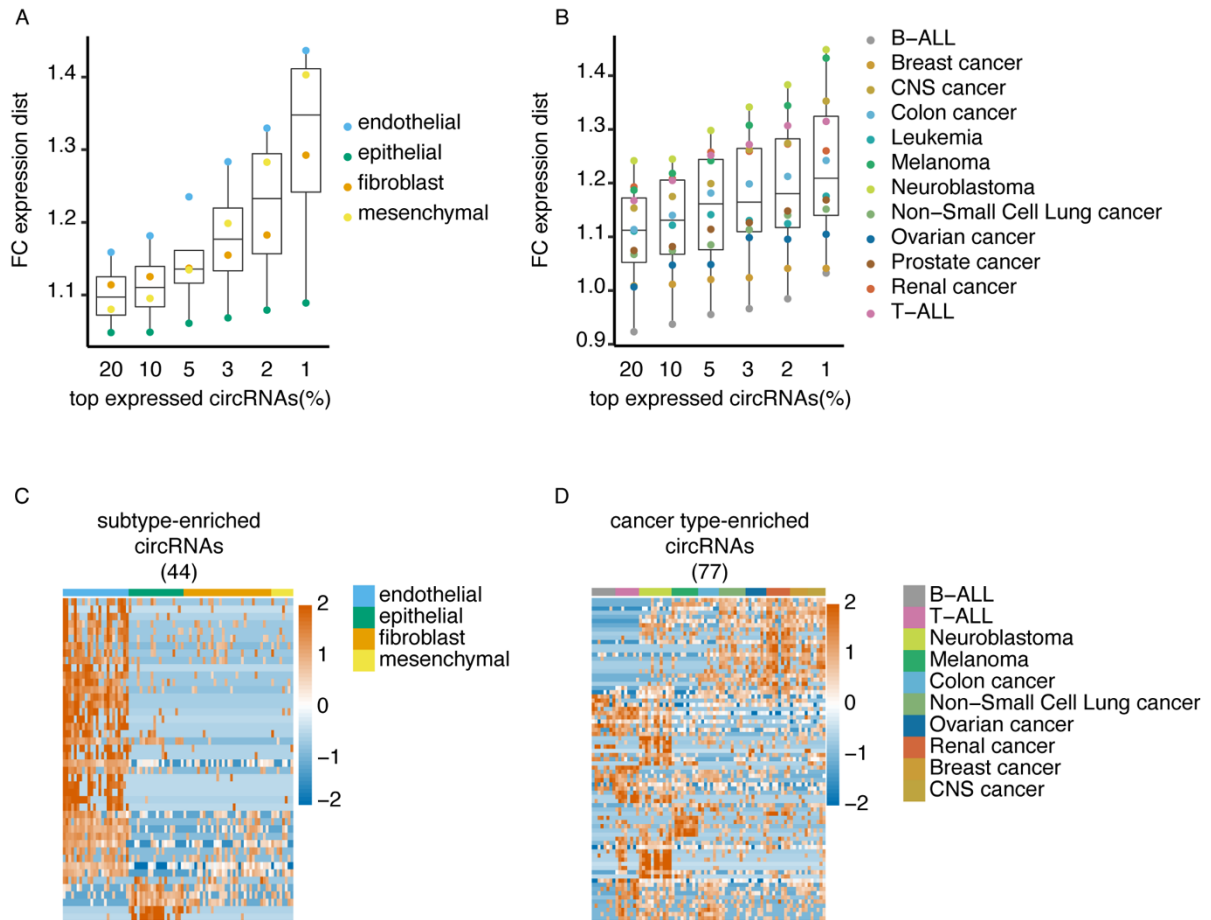 A
FC expression dist
1.4
1.3
1.2
1.1
20 10 5 3 2 1
top expressed circRNAs(%)
endothelial
epithelial
fibroblast
mesenchymal
B
FC expression dist
1.4
1.3
1.2
1.1
1.0
0.9
20 10 5 3 2 1
top expressed circRNAs(%)
B−ALL
Breast cancer
CNS cancer
Colon cancer
Leukemia
Melanoma
Neuroblastoma
Non−Small Cell Lung cancer
Ovarian cancer
Prostate cancer
Renal cancer
T−ALL
C
subtype-enriched
circRNAs
(44)
2
1
0
−1
−2
endothelial
epithelial
fibroblast
mesenchymal
D
cancer type-enriched
circRNAs
(77)
2
1
0
−1
−2
B−ALL
T−ALL
Neuroblastoma
Melanoma
Colon cancer
Non−Small Cell Lung cancer
Ovarian cancer
Renal cancer
Breast cancer
CNS cancer